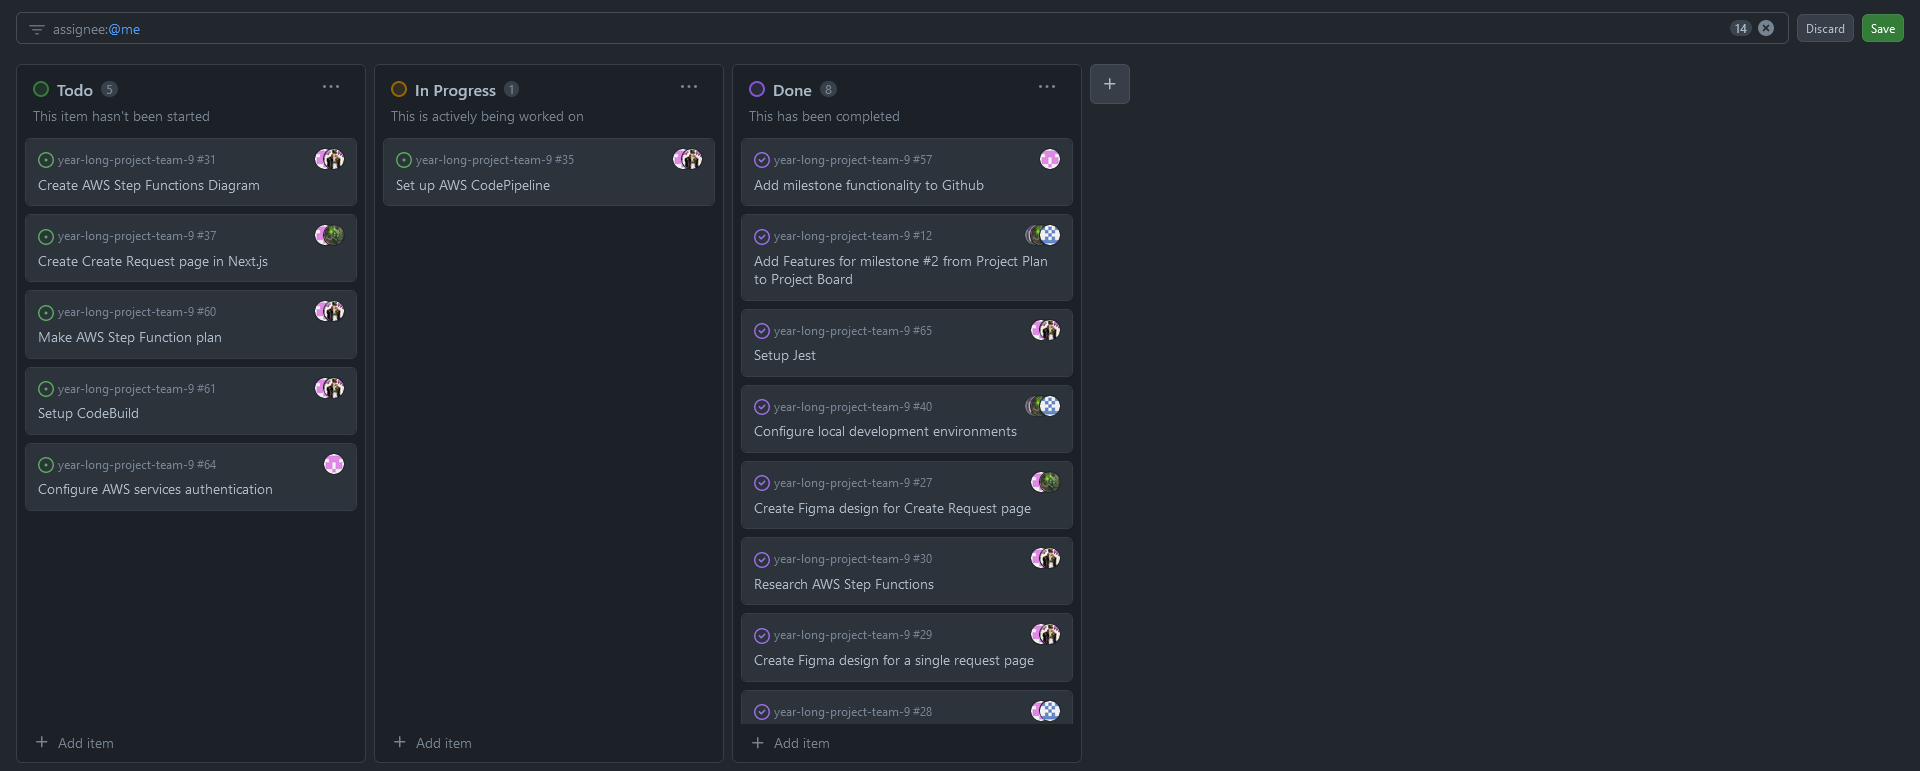 assignee:@me
14
Discard
Save
Todo 5
This item hasn't been started
year-long-project-team-9 #31
Create AWS Step Functions Diagram
year-long-project-team-9 #37
Create Create Request page in Next.js
year-long-project-team-9 #60
Make AWS Step Function plan
year-long-project-team-9 #61
Setup CodeBuild
year-long-project-team-9 #64
Configure AWS services authentication
+ Add item
In Progress 1
This is actively being worked on
year-long-project-team-9 #35
Set up AWS CodePipeline
+ Add item
Done 8
This has been completed
year-long-project-team-9 #57
Add milestone functionality to Github
year-long-project-team-9 #12
Add Features for milestone #2 from Project Plan
to Project Board
year-long-project-team-9 #65
Setup Jest
year-long-project-team-9 #40
Configure local development environments
year-long-project-team-9 #27
Create Figma design for Create Request page
year-long-project-team-9 #30
Research AWS Step Functions
year-long-project-team-9 #29
Create Figma design for a single request page
year-long-project-team-9 #28
+ Add item
+